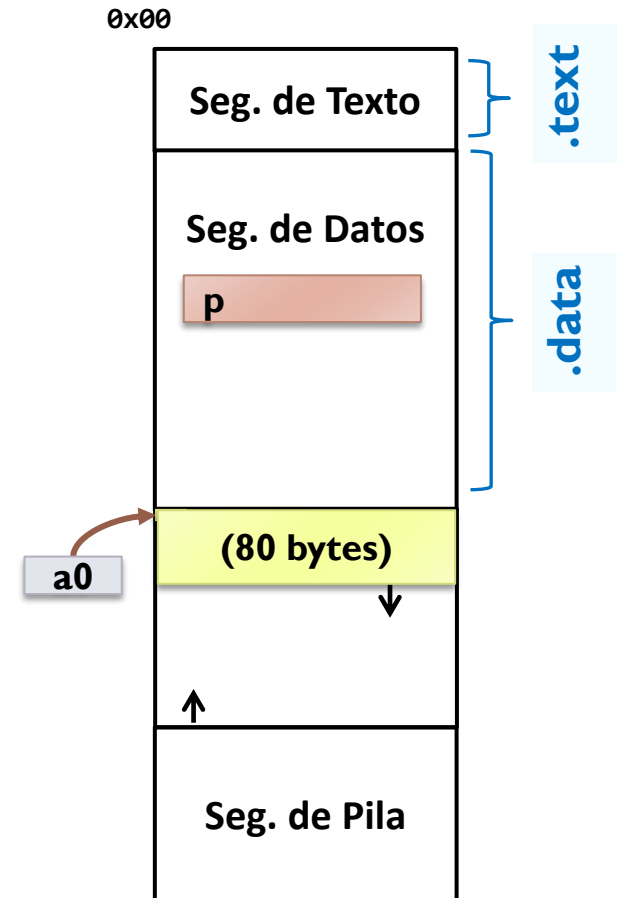 0x00
Seg. de Texto
.text
Seg. de Datos
p
.data
(80 bytes)
a0
Seg. de Pila